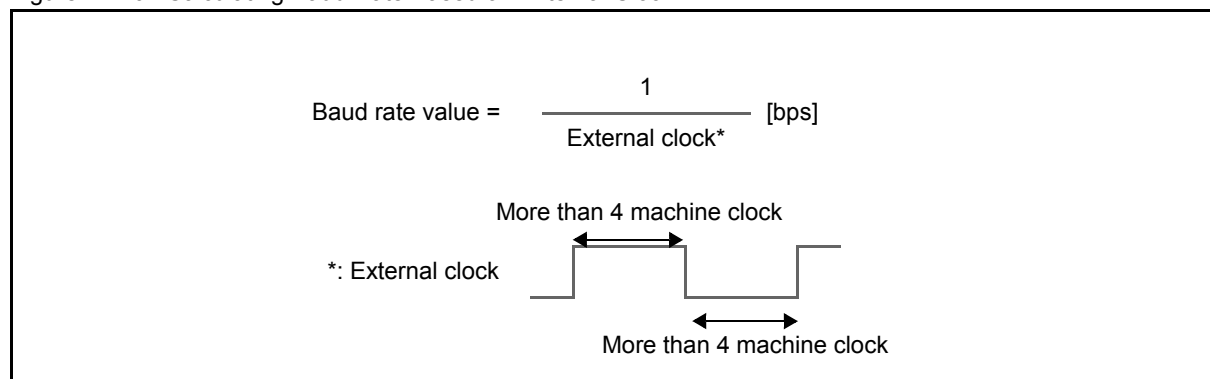 1
Baud rate value = [bps]
External clock*
More than 4 machine clock
*: External clock
More than 4 machine clock